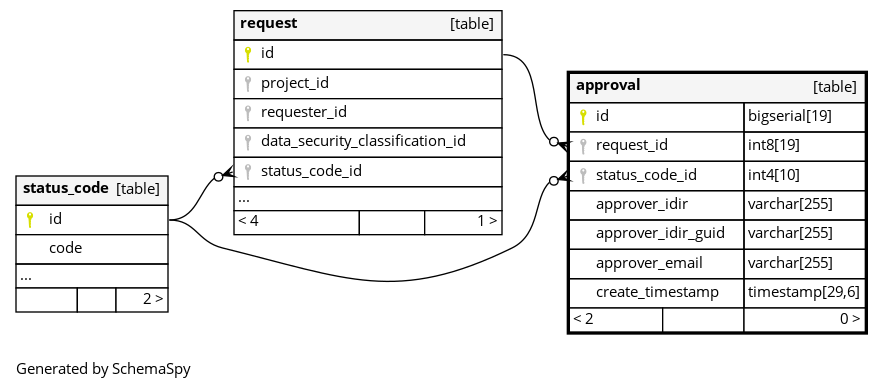 request [table]
id
project_id
requester_id
data_security_classification_id
status_code_id
...
< 4 1 >
approval [table]
id bigserial[19]
request_id int8[19]
status_code_id int4[10]
approver_idir varchar[255]
approver_idir_guid varchar[255]
approver_email varchar[255]
create_timestamp timestamp[29,6]
< 2 0 >
status_code [table]
id
code
...
2 >
Generated by SchemaSpy